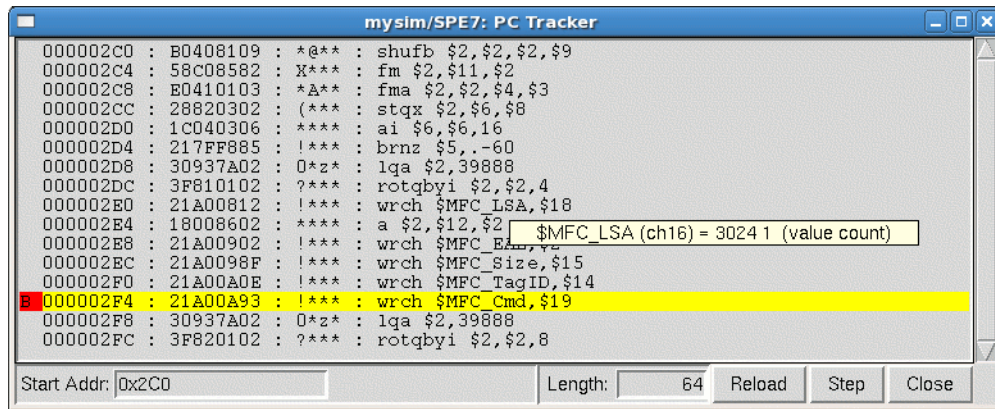 mysim/SPE7: PC Tracker
000002C0 : B0408109 : *@** : shufb $2,$2,$2,$9
000002C4 : 58C08582 : X*** : fm $2,$11,$2
000002C8 : E0410103 : *A** : fma $2,$2,$4,$3
000002CC : 28820302 : (*** : stqx $2,$6,$8
000002D0 : 1C040306 : **** : ai $6,$6,16
000002D4 : 217FF885 : !*** : brnz $5,.-60
000002D8 : 30937A02 : 0*z* : lqa $2,39888
000002DC : 3F810102 : ?*** : rotqbyi $2,$2,4
000002E0 : 21A00812 : !*** : wrch $MFC_LSA,$18
000002E4 : 18008602 : **** : a $2,$12,$2
$MFC_LSA (ch16) = 3024 1 (value count)
000002E8 : 21A00902 : !*** : wrch $MFC_EAL,$2
000002EC : 21A0098F : !*** : wrch $MFC_Size,$15
000002F0 : 21A00A0E : !*** : wrch $MFC_TagID,$14
B 000002F4 : 21A00A93 : !*** : wrch $MFC_Cmd,$19
000002F8 : 30937A02 : 0*z* : lqa $2,39888
000002FC : 3F820102 : ?*** : rotqbyi $2,$2,8
Start Addr: 0x2C0 Length: 64 Reload Step Close